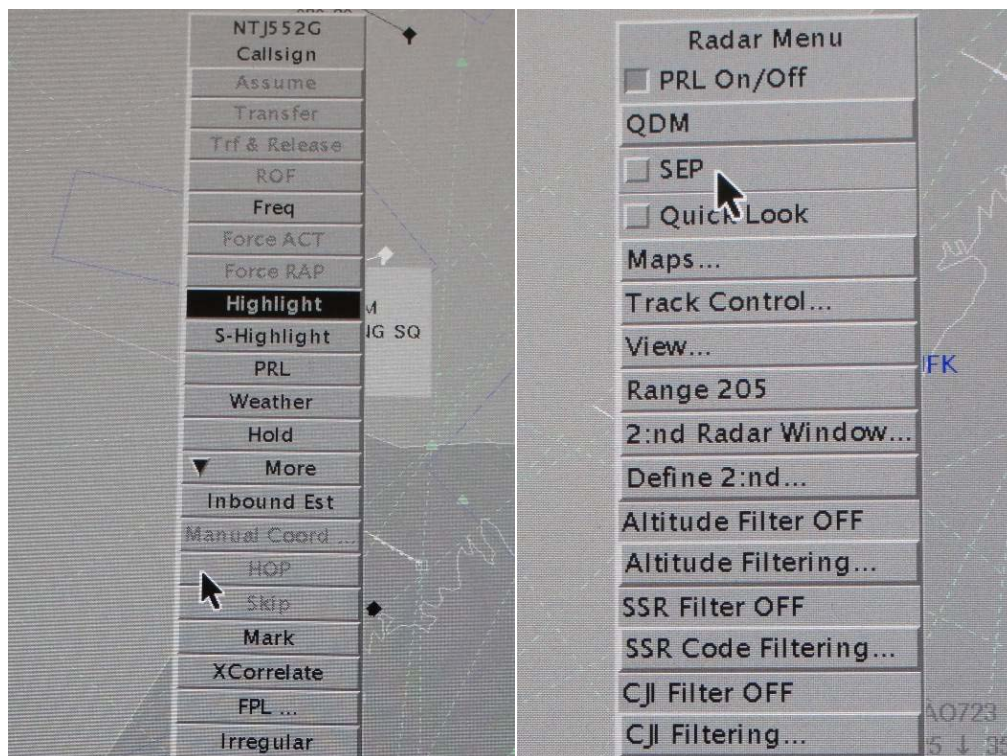 NTJ552G
Callsign
Assume
Transfer
Trf & Release
ROF
Freq
Force ACT
Force RAP
Highlight
S-Highlight
PRL
Weather
Hold
More
Inbound Est
Manual Coord ...
HOP
Skip
Mark
XCorrelate
FPL ...
Irregular
M
NG SQ
Radar Menu
PRL On/Off
QDM
SEP
Quick Look
Maps...
Track Control...
View...
Range 205
2:nd Radar Window...
Define 2:nd...
Altitude Filter OFF
Altitude Filtering...
SSR Filter OFF
SSR Code Filtering...
CJI Filter OFF
CJI Filtering...
FK
AO723